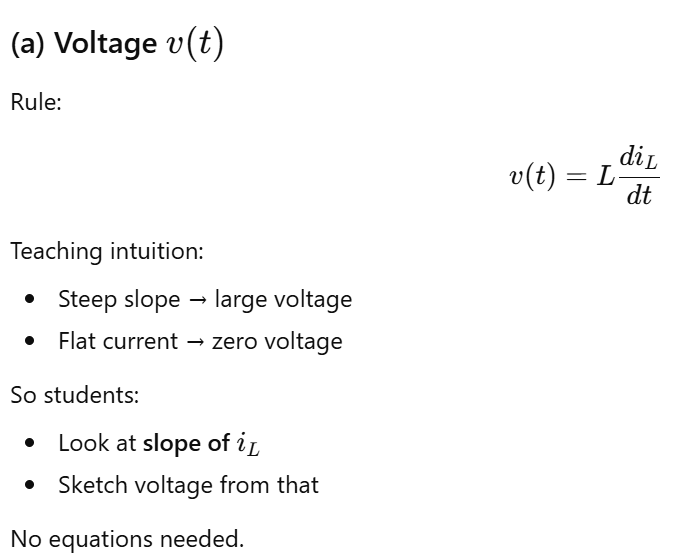 (a) Voltage v(t)
Rule:
v(t) = L di_L/dt
Teaching intuition:
• Steep slope → large voltage
• Flat current → zero voltage
So students:
• Look at slope of i_L
• Sketch voltage from that
No equations needed.